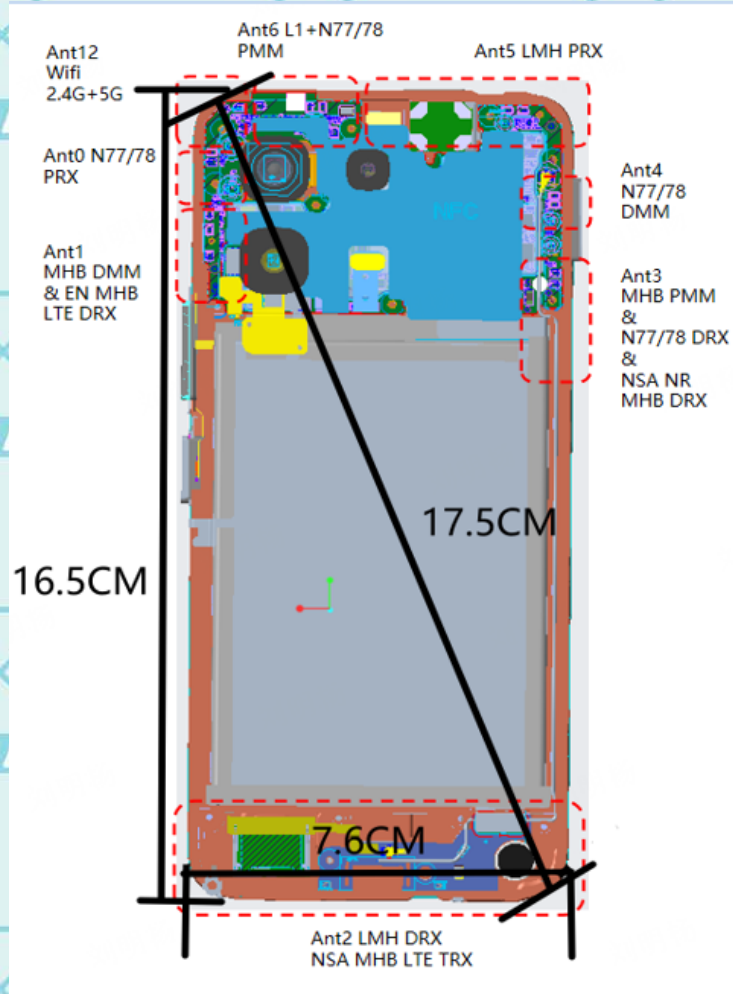 Ant12
Wifi
2.4G+5G
Ant6 L1+N77/78
PMM
Ant5 LMH PRX
Ant0 N77/78
PRX
Ant4
N77/78
DMM
NFC
Ant1
MHB DMM
& EN MHB
LTE DRX
Ant3
MHB PMM
&
N77/78 DRX
&
NSA NR
MHB DRX
17.5CM
16.5CM
7.6CM
Ant2 LMH DRX
NSA MHB LTE TRX